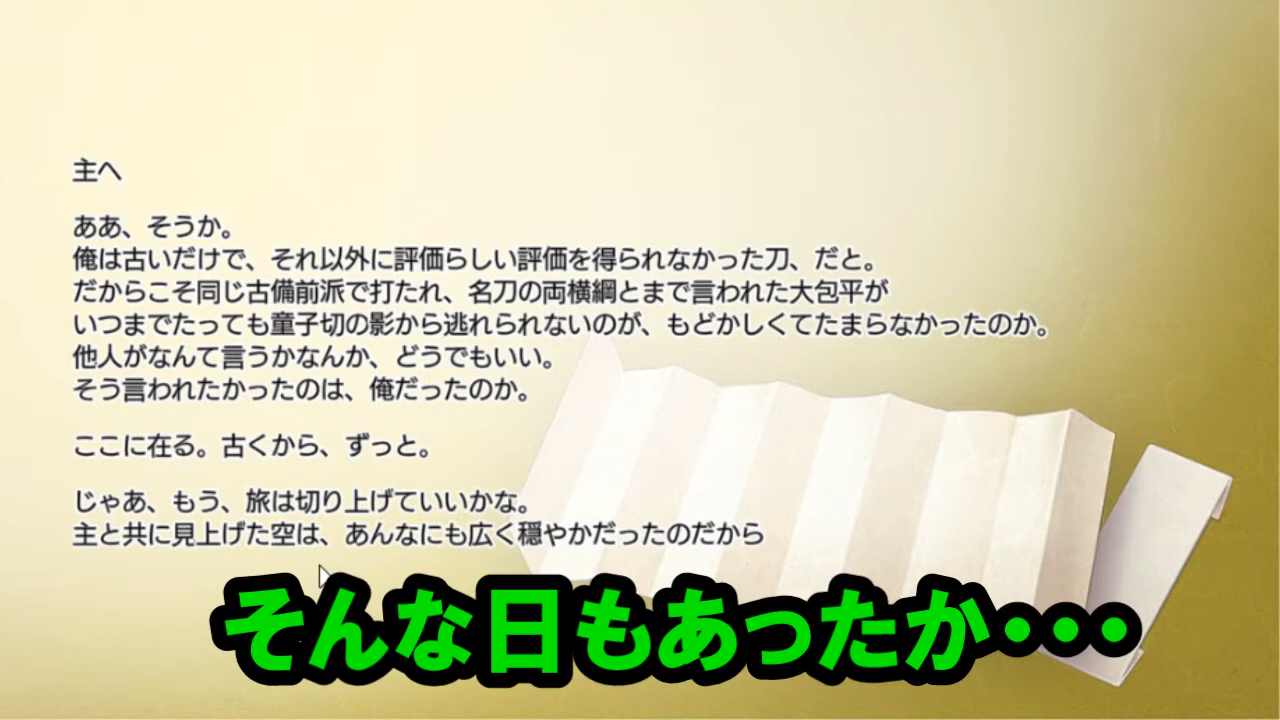 主へ
ああ、そうか。
俺は古いだけで、それ以外に評価らしい評価を得られなかった刀、だと。
だからこそ同じ古備前派で打たれ、名刀の両横綱とまで言われた大包平が
いつまでたっても童子切の影から逃れられないのが、もどかしくてたまらなかったのか。
他人がなんて言うかなんか、どうでもいい。
そう言われたかったのは、俺だったのか。
ここに在る。古くから、ずっと。
じゃあ、もう、旅は切り上げていいかな。
主と共に見上げた空は、あんなにも広く穏やかだったのだから
そんな日もあったか・・・